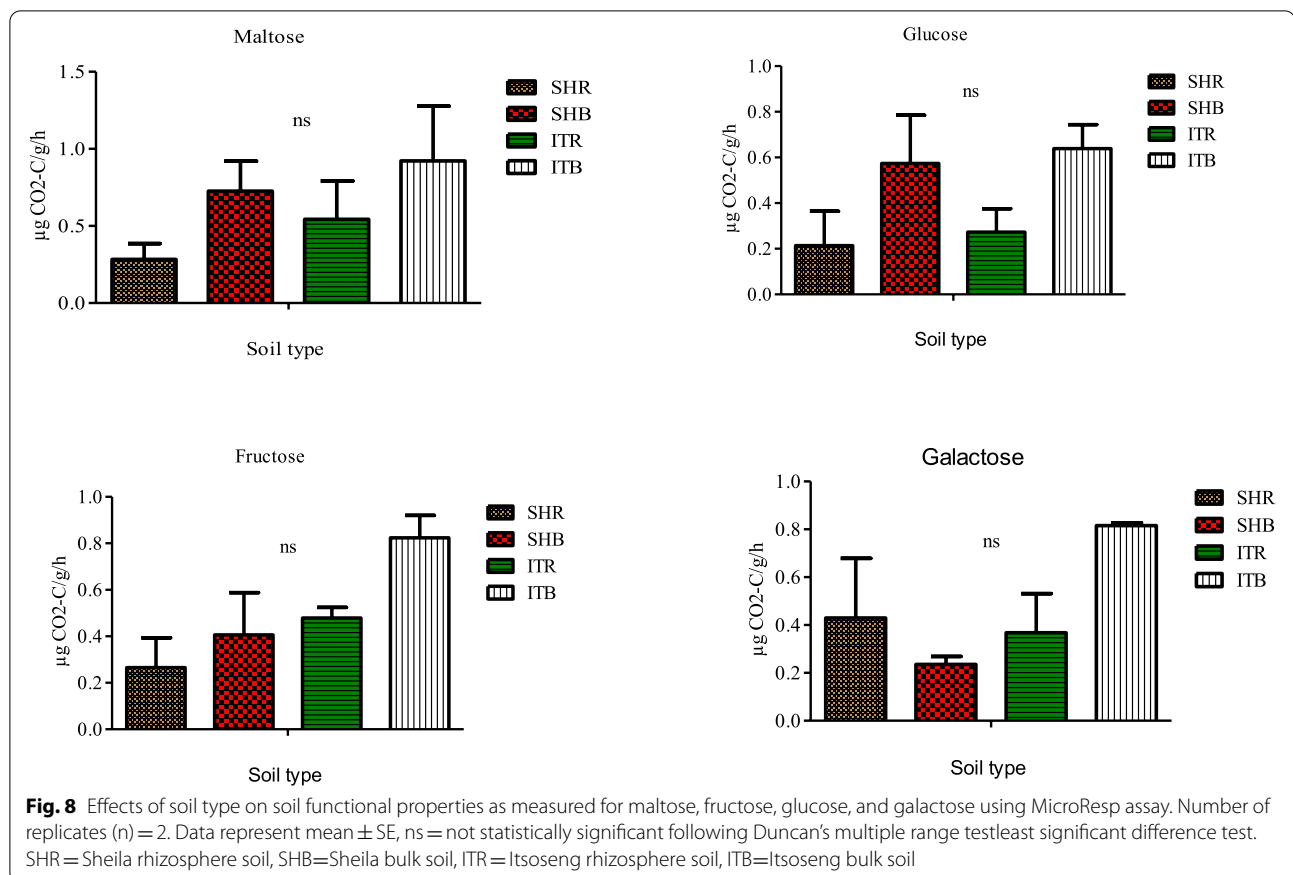 Maltose
µg CO2-C/g/h
1.5
1.0
0.5
0.0
ns
SHR
SHB
ITR
ITB
Soil type
Glucose
µg CO2-C/g/h
1.0
0.8
0.6
0.4
0.2
0.0
ns
SHR
SHB
ITR
ITB
Soil type
Fructose
µg CO2-C/g/h
1.0
0.8
0.6
0.4
0.2
0.0
ns
SHR
SHB
ITR
ITB
Soil type
Galactose
µg CO2-C/g/h
1.0
0.8
0.6
0.4
0.2
0.0
ns
SHR
SHB
ITR
ITB
Soil type
Fig. 8 Effects of soil type on soil functional properties as measured for maltose, fructose, glucose, and galactose using MicroResp assay. Number of
replicates (n) = 2. Data represent mean ± SE, ns = not statistically significant following Duncan's multiple range testleast significant difference test.
SHR = Sheila rhizosphere soil, SHB=Sheila bulk soil, ITR = Itsoseng rhizosphere soil, ITB=Itsoseng bulk soil